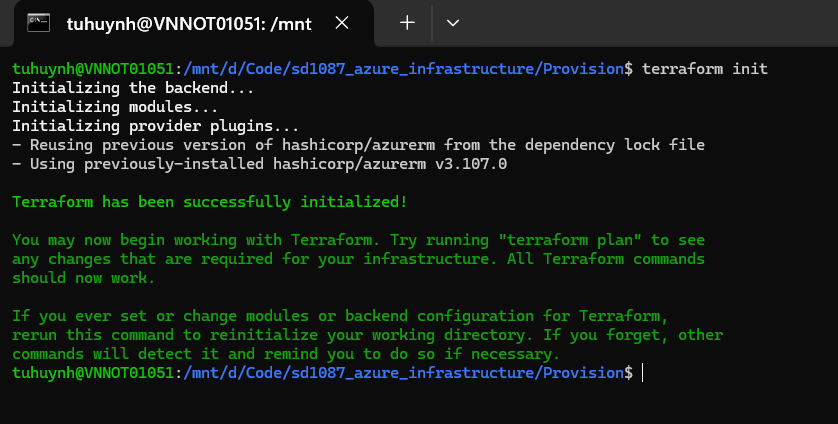 tuhuynh@VNNOT01051: /mnt
tuhuynh@VNNOT01051:/mnt/d/Code/sd1087_azure_infrastructure/Provision$ terraform init
Initializing the backend...
Initializing modules...
Initializing provider plugins...
- Reusing previous version of hashicorp/azurerm from the dependency lock file
- Using previously-installed hashicorp/azurerm v3.107.0
Terraform has been successfully initialized!
You may now begin working with Terraform. Try running "terraform plan" to see
any changes that are required for your infrastructure. All Terraform commands
should now work.
If you ever set or change modules or backend configuration for Terraform,
rerun this command to reinitialize your working directory. If you forget, other
commands will detect it and remind you to do so if necessary.
tuhuynh@VNNOT01051:/mnt/d/Code/sd1087_azure_infrastructure/Provision$